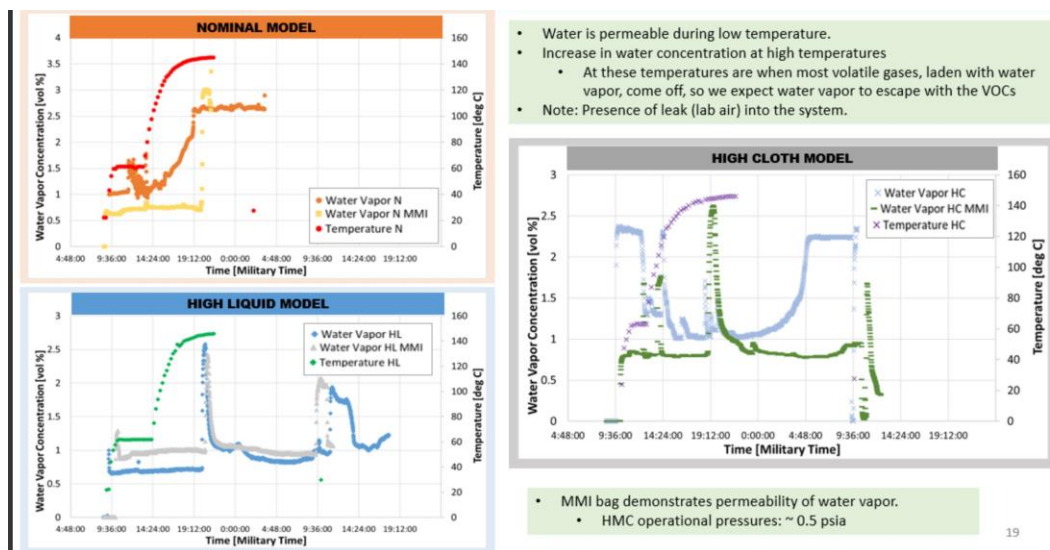 NOMINAL MODEL
4
3.5
3
2.5
2
1.5
1
0.5
0
160
140
120
100
80
60
40
20
0
Water Vapor Concentration [vol %]
Temperature [deg C]
Water Vapor N
Water Vapor N MMI
Temperature N
4:48:00 9:36:00 14:24:00 19:12:00 0:00:00 4:48:00 9:36:00 14:24:00 19:12:00
Time [Military Time]
HIGH LIQUID MODEL
3
2.5
2
1.5
1
0.5
0
160
140
120
100
80
60
40
20
0
Water Vapor Concentration [vol %]
Temperature [deg C]
Water Vapor HL
Water Vapor HL MMI
Temperature HL
4:48:00 9:36:00 14:24:00 19:12:00 0:00:00 4:48:00 9:36:00 14:24:00 19:12:00
Time [Military Time]
• Water is permeable during low temperature.
• Increase in water concentration at high temperatures
• At these temperatures are when most volatile gases, laden with water
vapor, come off, so we expect water vapor to escape with the VOCs
• Note: Presence of leak (lab air) into the system.
HIGH CLOTH MODEL
3
2.5
2
1.5
1
0.5
0
160
140
120
100
80
60
40
20
0
Water Vapor Concentration [vol %]
Temperature [deg C]
Water Vapor HC
Water Vapor HC MMI
Temperature HC
4:48:00 9:36:00 14:24:00 19:12:00 0:00:00 4:48:00 9:36:00 14:24:00 19:12:00
Time [Military Time]
• MMI bag demonstrates permeability of water vapor.
• HMC operational pressures: ~ 0.5 psia
19